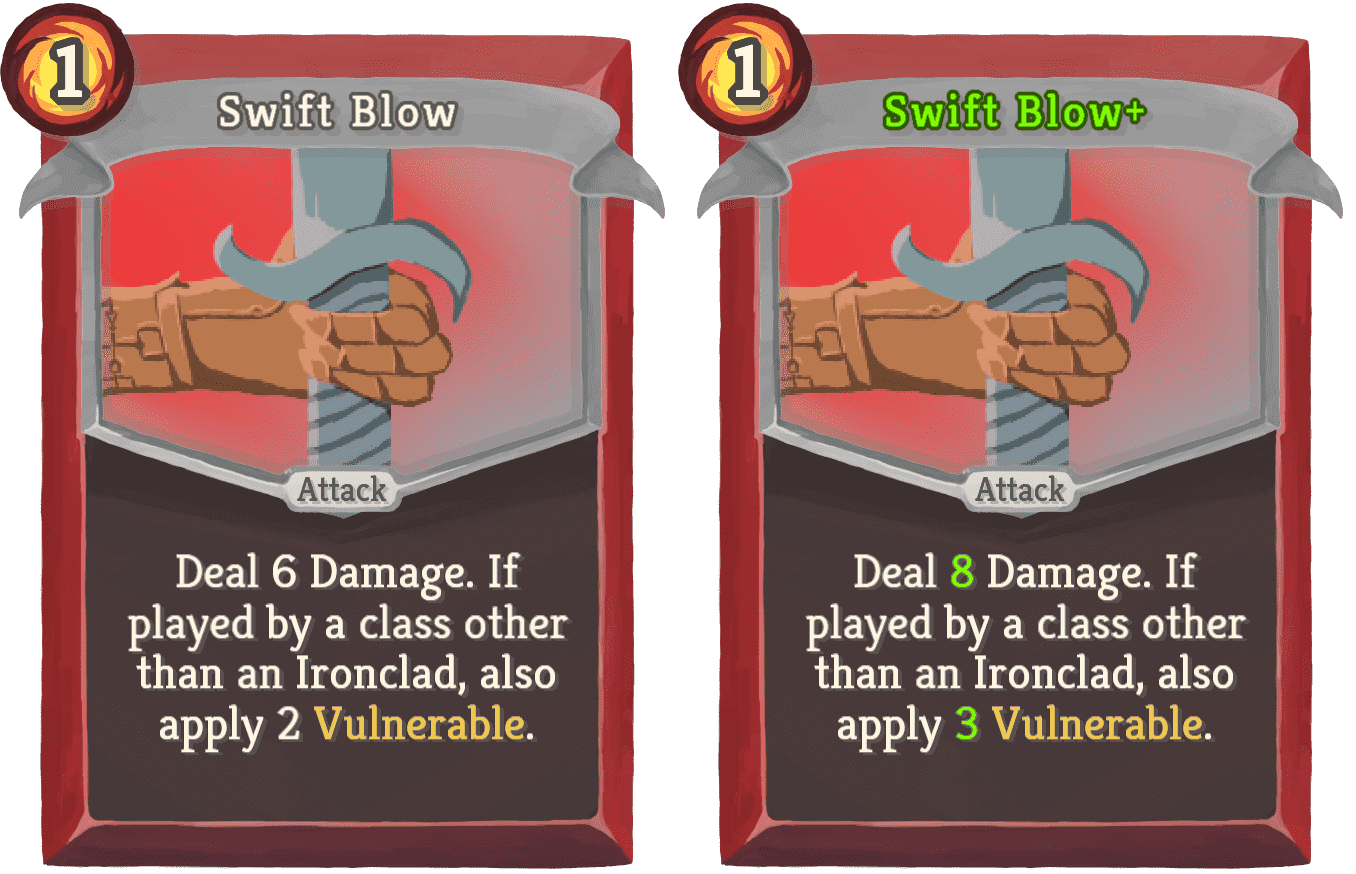 1
Swift Blow
Attack
Deal 6 Damage. If
played by a class other
than an Ironclad, also
apply 2 Vulnerable.
1
Swift Blow+
Attack
Deal 8 Damage. If
played by a class other
than an Ironclad, also
apply 3 Vulnerable.